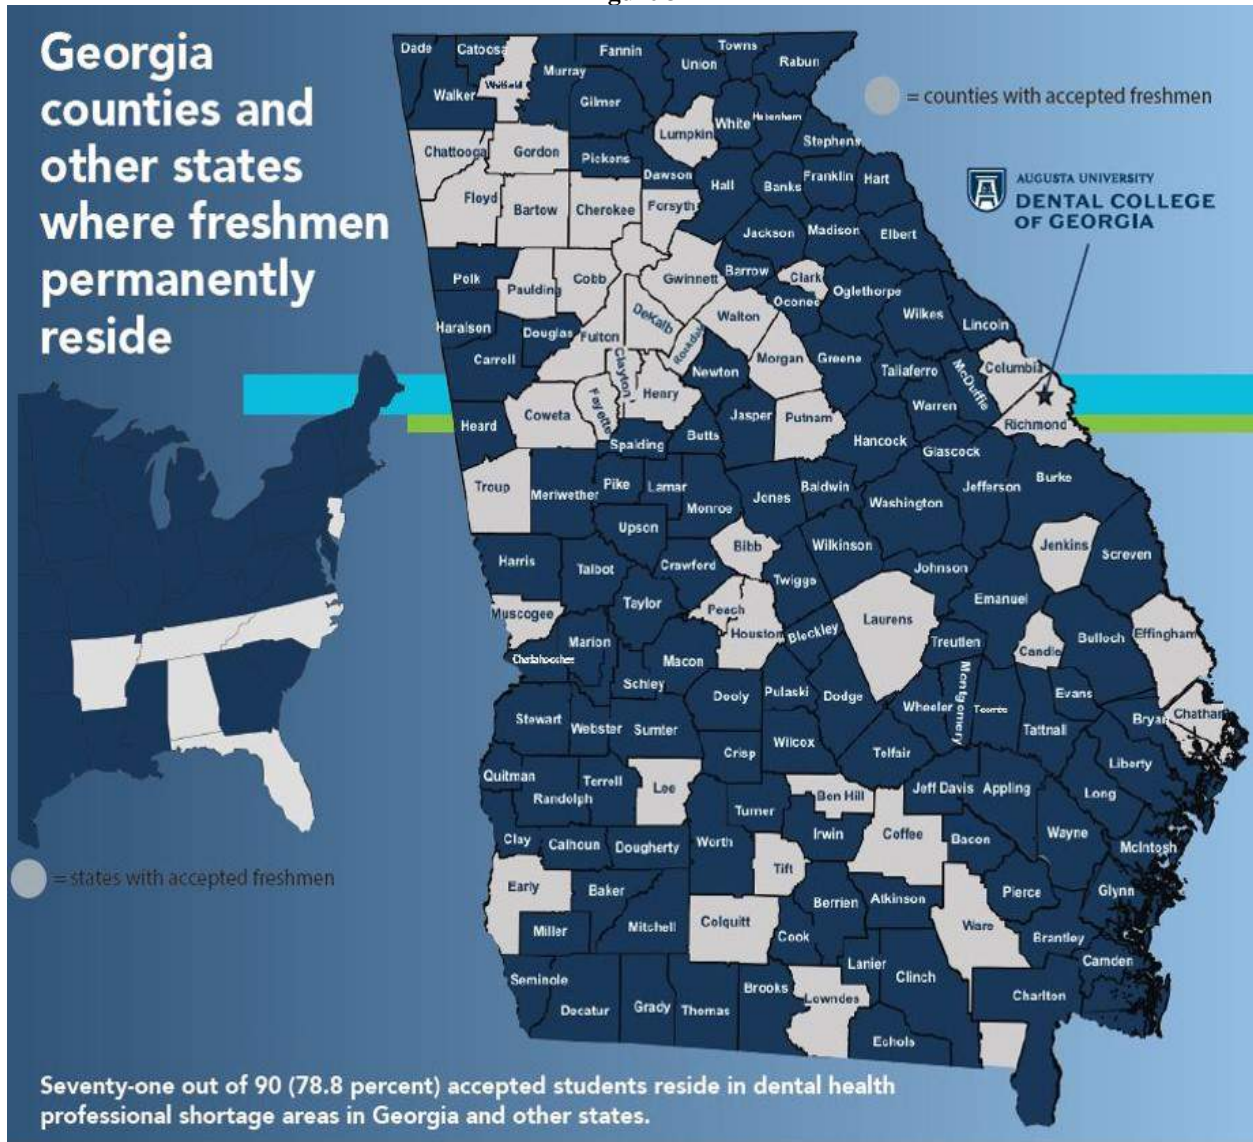 Georgia
counties and
other states
where freshmen
permanently
reside
= counties with accepted freshmen
AUGUSTA UNIVERSITY
DENTAL COLLEGE
OF GEORGIA
= states with accepted freshmen
Dade
Catoosa
Fannin
Towns
Union
Rabun
Murray
Whitfield
Walker
Gilmer
White
Habersham
Lumpkin
Stephens
Chattooga
Gordon
Pickens
Dawson
Hall
Banks
Franklin
Hart
Floyd
Bartow
Cherokee
Forsyth
Jackson
Madison
Elbert
Polk
Paulding
Cobb
Gwinnett
Barrow
Clark
Oconee
Oglethorpe
Wilkes
Lincoln
Haralson
Douglas
Fulton
DeKalb
Rockdale
Walton
Carroll
Clayton
Newton
Morgan
Greene
Taliaferro
McDuffie
Columbia
Heard
Coweta
Fayette
Henry
Jasper
Putnam
Warren
Richmond
Spalding
Butts
Hancock
Glascock
Troup
Meriwether
Pike
Lamar
Monroe
Jones
Baldwin
Washington
Jefferson
Burke
Upson
Bibb
Wilkinson
Jenkins
Screven
Harris
Talbot
Crawford
Twiggs
Johnson
Emanuel
Muscogee
Taylor
Peach
Houston
Bleckley
Laurens
Treutlen
Candle
Bulloch
Effingham
Chattahoochee
Marion
Macon
Schley
Dooly
Pulaski
Dodge
Wheeler
Montgomery
Toombs
Evans
Tattnall
Bryan
Chatham
Stewart
Webster
Sumter
Crisp
Wilcox
Telfair
Liberty
Quitman
Randolph
Terrell
Lee
Turner
Ben Hill
Jeff Davis
Appling
Long
Clay
Calhoun
Dougherty
Worth
Irwin
Coffee
Bacon
Wayne
McIntosh
Early
Baker
Tift
Berrien
Atkinson
Pierce
Glynn
Miller
Mitchell
Colquitt
Cook
Ware
Brantley
Camden
Seminole
Decatur
Grady
Thomas
Brooks
Lowndes
Lanier
Clinch
Echols
Charlton
Seventy-one out of 90 (78.8 percent) accepted students reside in dental health
professional shortage areas in Georgia and other states.